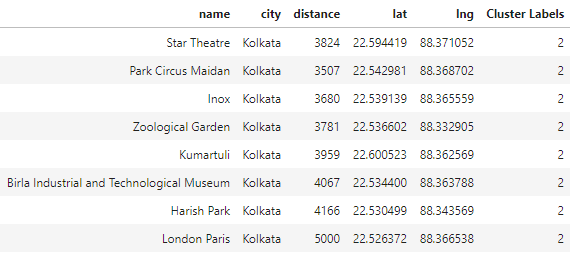 name city distance lat lng Cluster Labels
Star Theatre Kolkata 3824 22.594419 88.371052 2
Park Circus Maidan Kolkata 3507 22.542981 88.368702 2
Inox Kolkata 3680 22.539139 88.365559 2
Zoological Garden Kolkata 3781 22.536602 88.332905 2
Kumartuli Kolkata 3959 22.600523 88.362569 2
Birla Industrial and Technological Museum Kolkata 4067 22.534400 88.363788 2
Harish Park Kolkata 4166 22.530499 88.343569 2
London Paris Kolkata 5000 22.526372 88.366538 2